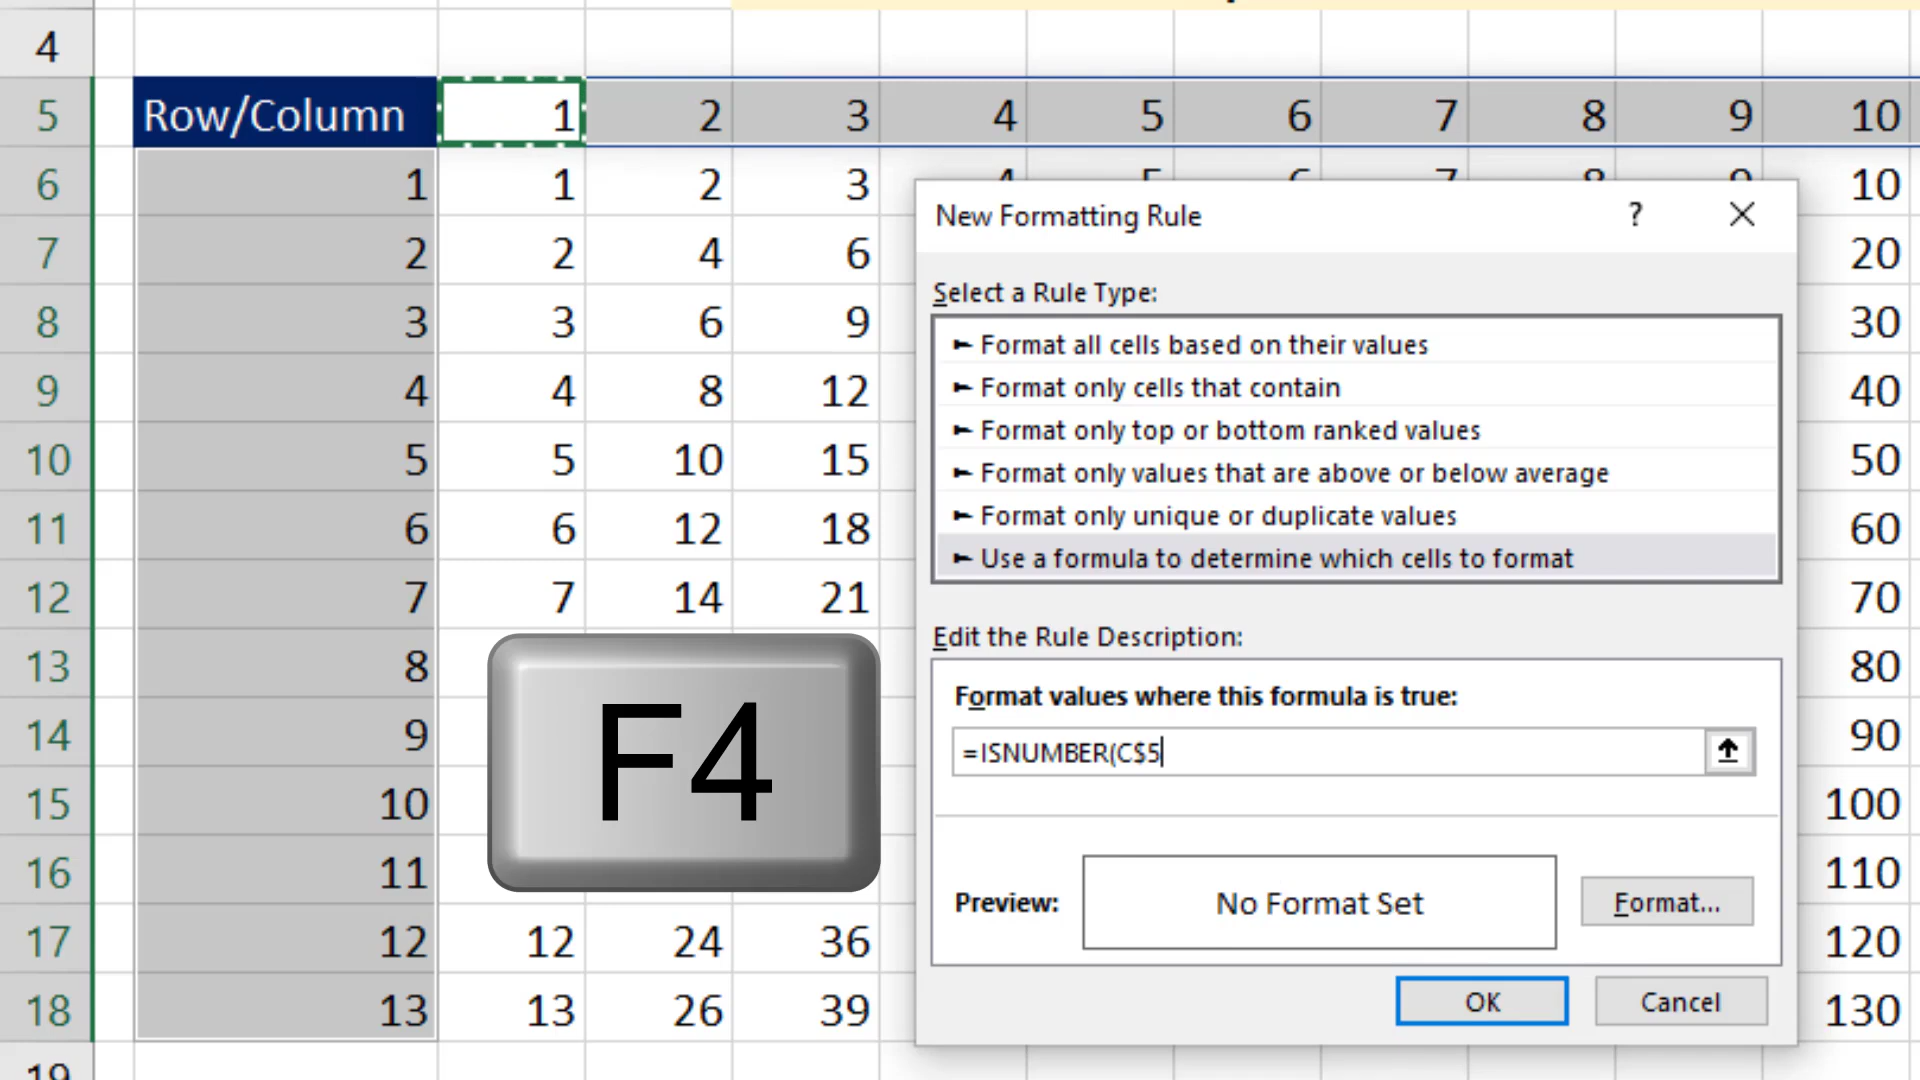 4
5 Row/Column 1 2 3 4 5 6 7 8 9 10
6 1 1 2 3 4 5 6 7 8 9 10
7 2 2 4 6 20
8 3 3 6 9 30
9 4 4 8 12 40
10 5 5 10 15 50
11 6 6 12 18 60
12 7 7 14 21 70
13 8 80
14 9 90
15 10 100
16 11 110
17 12 12 24 36 120
18 13 13 26 39 130
19
F4
New Formatting Rule ?
Select a Rule Type:
► Format all cells based on their values
► Format only cells that contain
► Format only top or bottom ranked values
► Format only values that are above or below average
► Format only unique or duplicate values
► Use a formula to determine which cells to format
Edit the Rule Description:
Format values where this formula is true:
=ISNUMBER(C$5
Preview: No Format Set Format...
OK Cancel